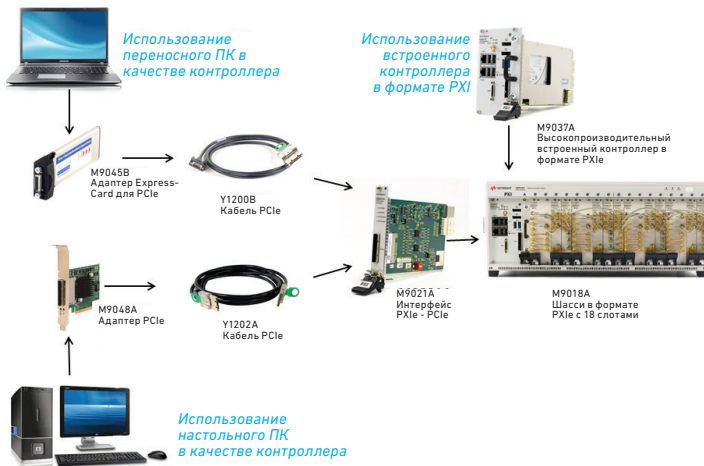 Использование
переносного ПК в
качестве контроллера
Использование
встроенного
контроллера
в формате PXI
M9037A
Высокопроизводительный
встроенный контроллер в
формате PXIe
M9045B
Адаптер Express-
Card для PCIe
Y1200B
Кабель PCIe
PXI
M9021A
Интерфейс
PXIe - PCIe
M9018A
Шасси в формате
PXIe с 18 слотами
M9048A
Адаптер PCIe
Y1202A
Кабель PCIe
Использование
настольного ПК
в качестве контроллера